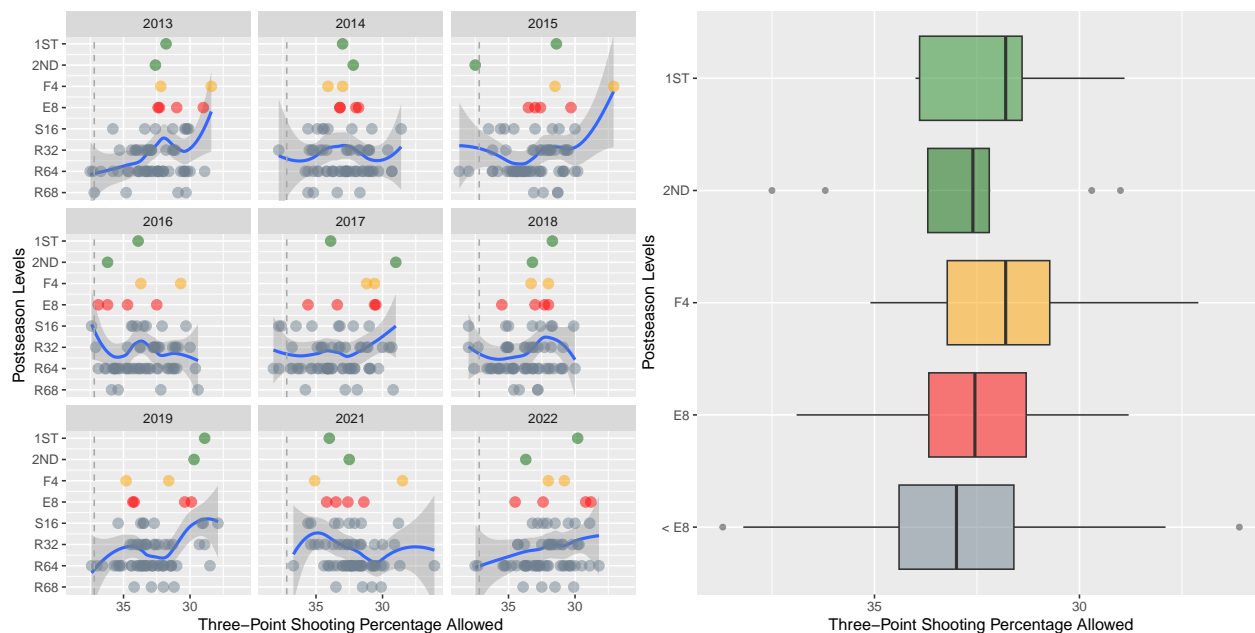 2013 2014 2015
1ST
2ND
F4
E8
S16
R32
R64
R68
2016 2017 2018
1ST
2ND
F4
E8
S16
R32
R64
R68
2019 2021 2022
1ST
2ND
F4
E8
S16
R32
R64
R68
35 30 35 30 35 30
Three−Point Shooting Percentage Allowed
Postseason Levels
1ST
2ND
F4
E8
< E8
35 30
Three−Point Shooting Percentage Allowed
Postseason Levels